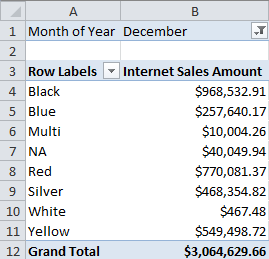 A B
1 Month of Year December
2
3 Row Labels Internet Sales Amount
4 Black $968,532.91
5 Blue $257,640.17
6 Multi $10,004.26
7 NA $40,049.94
8 Red $770,081.37
9 Silver $468,354.82
10 White $467.48
11 Yellow $549,498.72
12 Grand Total $3,064,629.66